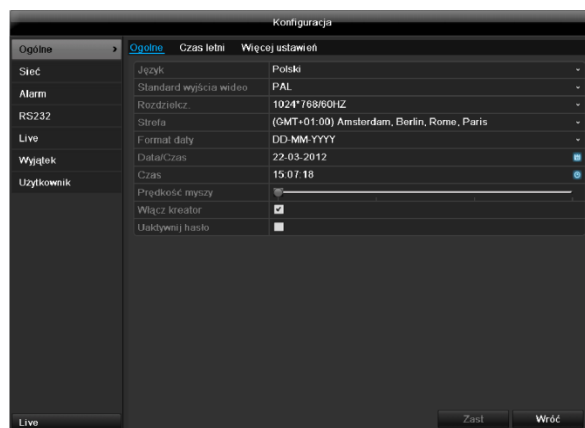 Konfiguracja
Ogólne
Sieć
Alarm
RS232
Live
Wyjątek
Użytkownik
Live
Ogolne Czas letni Więcej ustawień
Język Polski
Standard wyjścia wideo PAL
Rozdzielcz. 1024*768/60HZ
Strefa (GMT+01:00) Amsterdam, Berlin, Rome, Paris
Format daty DD-MM-YYYY
Data/Czas 22-03-2012
Czas 15:07:18
Prędkość myszy
Włącz kreator
Uaktywnij hasło
Zast Wróć